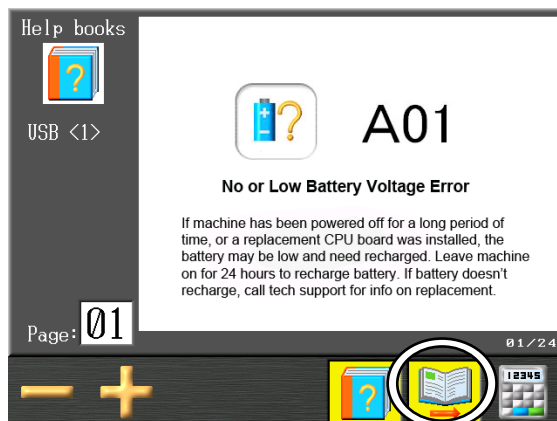 Help books
?
USB <1>
? A01
No or Low Battery Voltage Error
If machine has been powered off for a long period of
time, or a replacement CPU board was installed, the
battery may be low and need recharged. Leave machine
on for 24 hours to recharge battery. If battery doesn't
recharge, call tech support for info on replacement.
Page: 01
01/24
?
12345